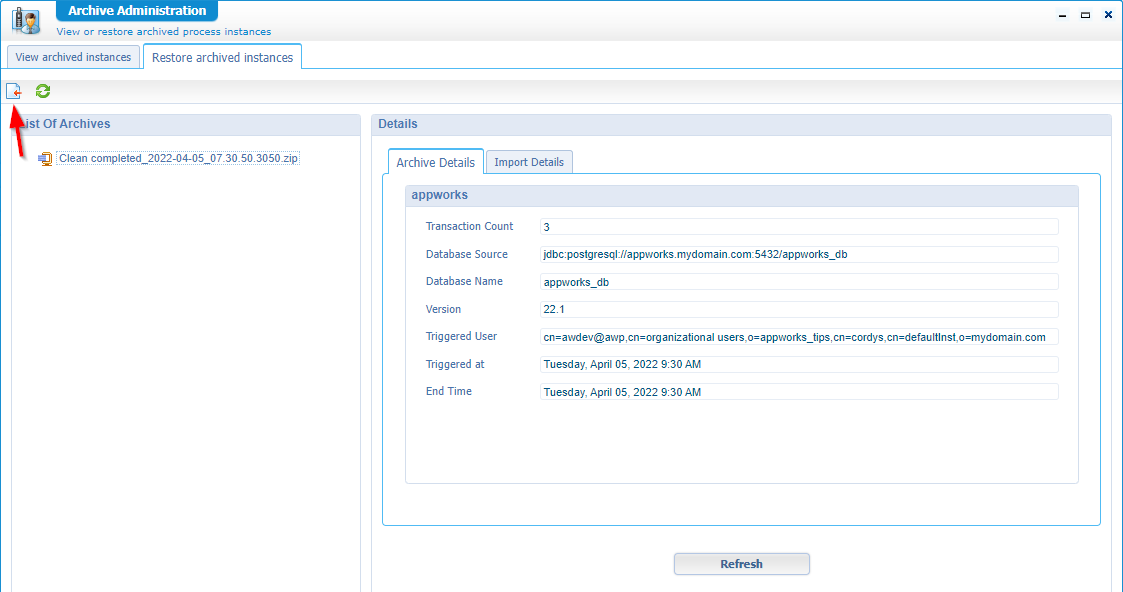 Archive Administration
View or restore archived process instances
View archived instances
Restore archived instances
ist Of Archives
Clean completed_2022-04-05_07.30.50.3050.zip
Details
Archive Details
Import Details
appworks
Transaction Count 3
Database Source jdbc:postgresql://appworks.mydomain.com:5432/appworks_db
Database Name appworks_db
Version 22.1
Triggered User cn=awdev@awp,cn=organizational users,o=appworks_tips,cn=cordys,cn=defaultInst,o=mydomain.com
Triggered at Tuesday, April 05, 2022 9:30 AM
End Time Tuesday, April 05, 2022 9:30 AM
Refresh